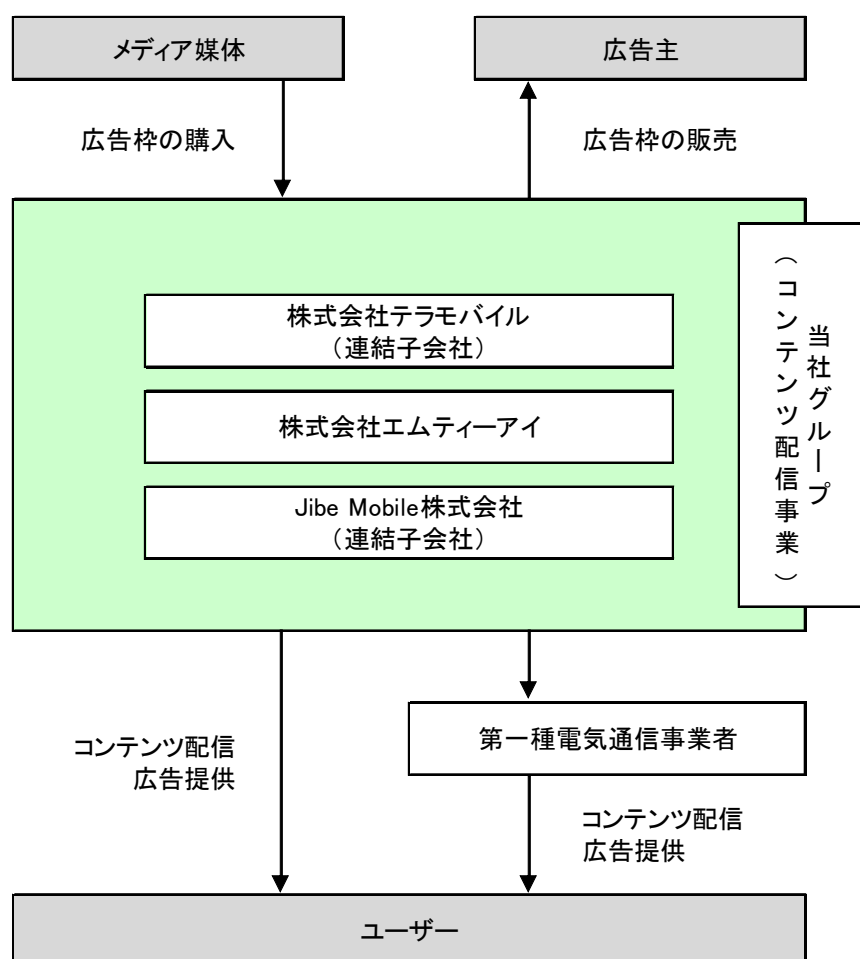 メディア媒体
広告主
広告枠の購入
広告枠の販売
株式会社テラモバイル
（連結子会社）
株式会社エムティーアイ
Jibe Mobile株式会社
（連結子会社）
当社グループ
（コンテンツ配信事業）
第一種電気通信事業者
コンテンツ配信
広告提供
コンテンツ配信
広告提供
ユーザー